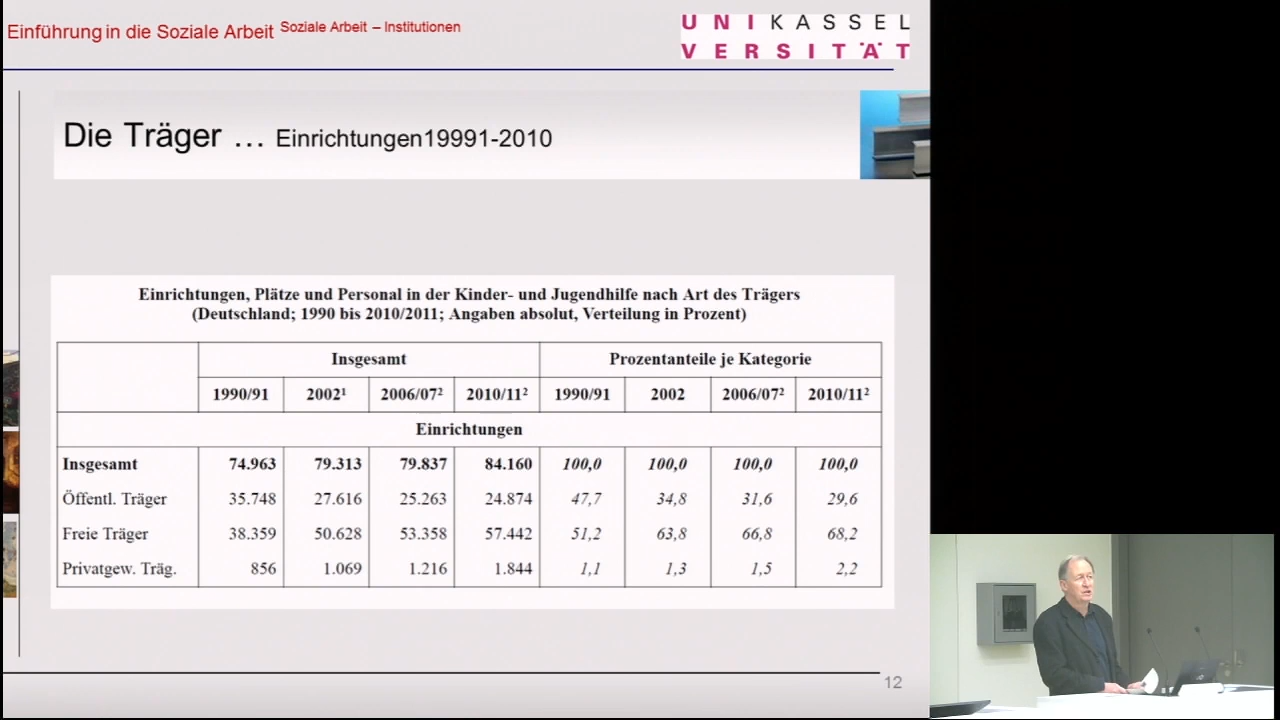 Einführung in die Soziale Arbeit Soziale Arbeit – Institutionen
UNIKASSEL
VERSITÄT
Die Träger … Einrichtungen19991-2010
Einrichtungen, Plätze und Personal in der Kinder- und Jugendhilfe nach Art des Trägers
(Deutschland; 1990 bis 2010/2011; Angaben absolut, Verteilung in Prozent)
Insgesamt Prozentanteile je Kategorie
1990/91 2002¹ 2006/07² 2010/11² 1990/91 2002 2006/07² 2010/11²
Einrichtungen
Insgesamt 74.963 79.313 79.837 84.160 100,0 100,0 100,0 100,0
Öffentl. Träger 35.748 27.616 25.263 24.874 47,7 34,8 31,6 29,6
Freie Träger 38.359 50.628 53.358 57.442 51,2 63,8 66,8 68,2
Privatgew. Träg. 856 1.069 1.216 1.844 1,1 1,3 1,5 2,2
12